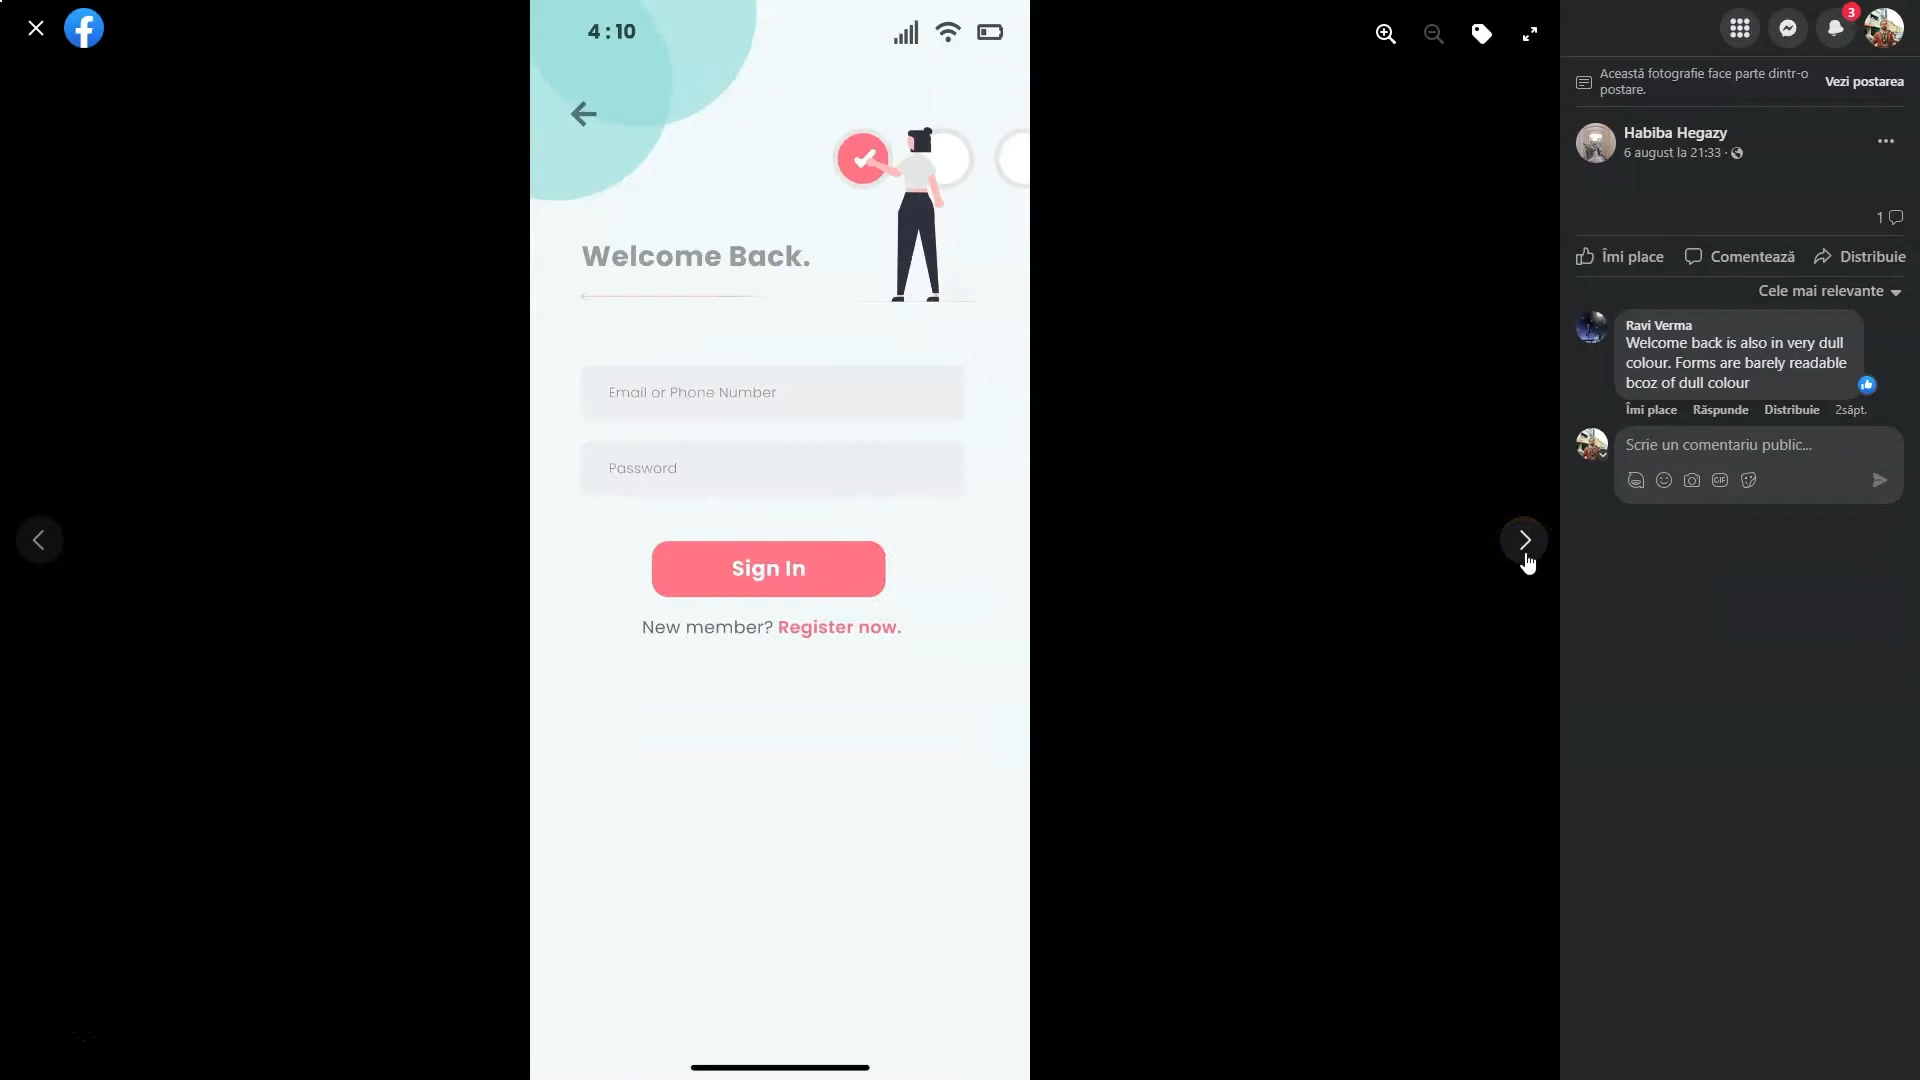 4 : 10
Welcome Back.
Email or Phone Number
Password
Sign In
New member? Register now.
3
Această fotografie face parte dintr-o
postare.
Vezi postarea
Habiba Hegazy
6 august la 21:33 ·
1
Îmi place
Comentează
Distribuie
Cele mai relevante
Ravi Verma
Welcome back is also in very dull
colour. Forms are barely readable
bcoz of dull colour
Îmi place Răspunde Distribuie 2săpt.
Scrie un comentariu public...
GIF